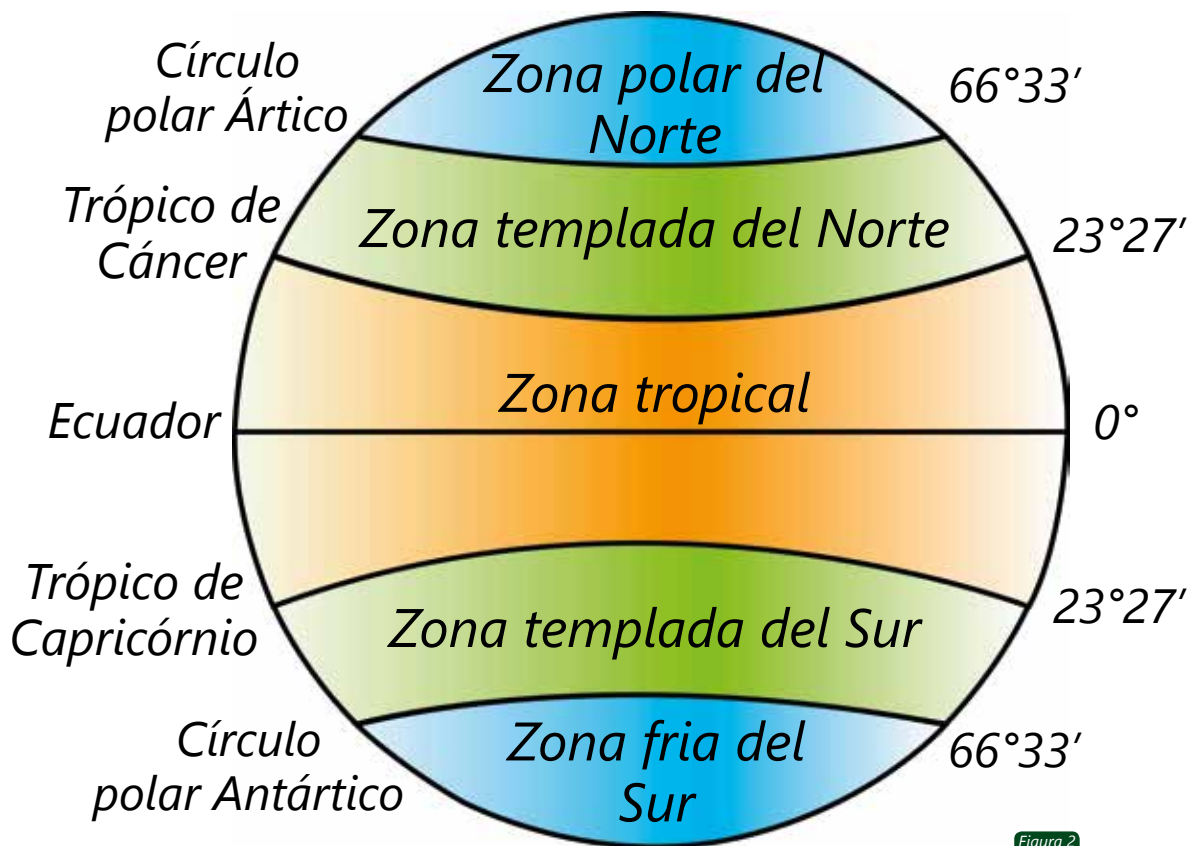 Círculo
polar Ártico
Zona polar del
Norte
66°33′
Trópico de
Cáncer
Zona templada del Norte
23°27′
Ecuador
Zona tropical
0°
Trópico de
Capricórnio
Zona templada del Sur
23°27′
Círculo
polar Antártico
Zona fria del
Sur
66°33′
Figura 2